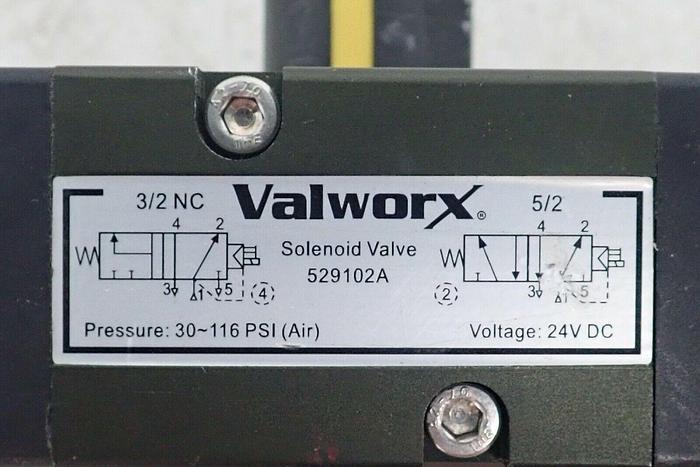 3/2 NC
Valworx®
5/2
4 2
4 2
Solenoid Valve
529102A
3 1 5
4
2
3 1 5
Pressure: 30~116 PSI (Air)
Voltage: 24V DC